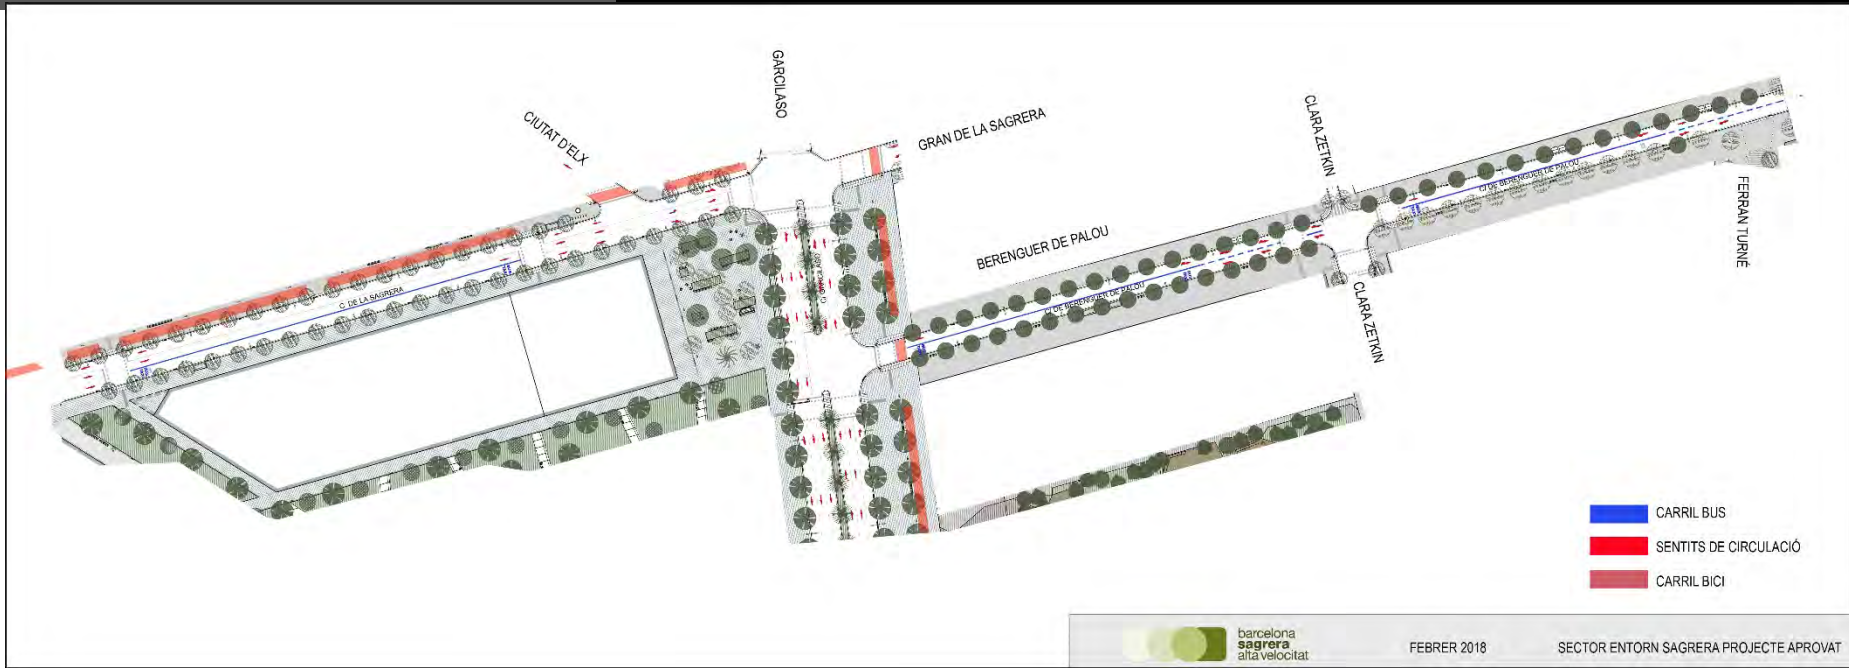 GARCILASO
CIUTAT D'ELX
GRAN DE LA SAGRERA
CLARA ZETKIN
C/ DE BERENGUER DE PALOU
FERRAN TURNÉ
BERENGUER DE PALOU
C/ DE LA SAGRERA
C/ DE BERENGUER DE PALOU
CLARA ZETKIN
CARRIL BUS
SENTITS DE CIRCULACIÓ
CARRIL BICI
barcelona
sagrera
alta velocitat
FEBRER 2018
SECTOR ENTORN SAGRERA PROJECTE APROVAT